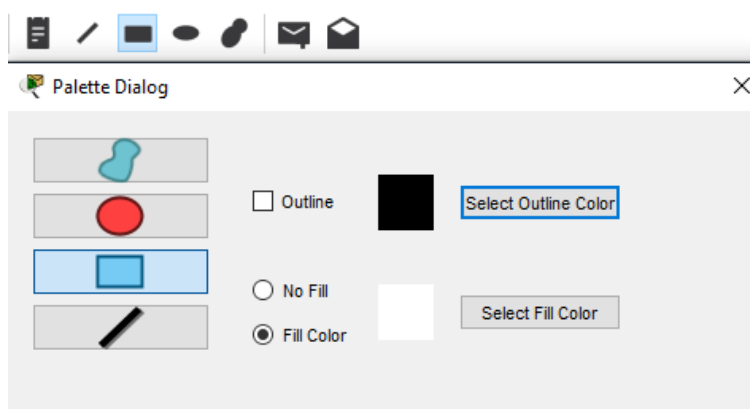 Palette Dialog
Outline
Select Outline Color
No Fill
Select Fill Color
Fill Color